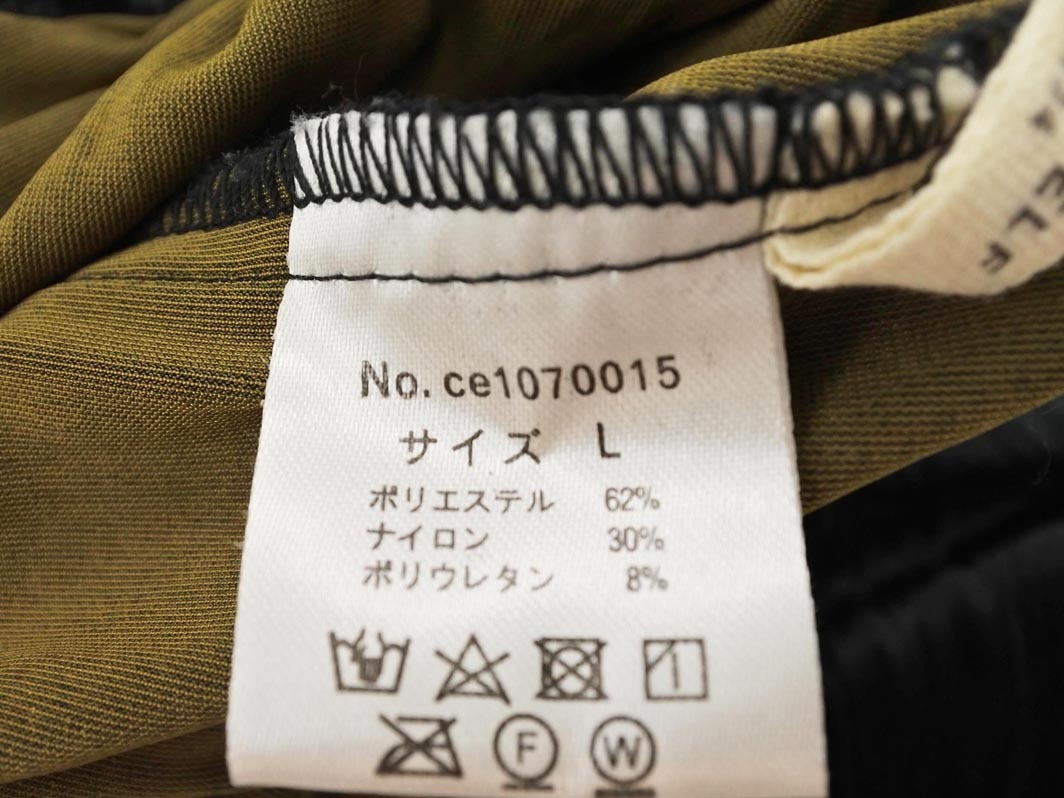 No. ce1070015
サイズ L
ポリエステル 62%
ナイロン 30%
ポリウレタン 8%
F W